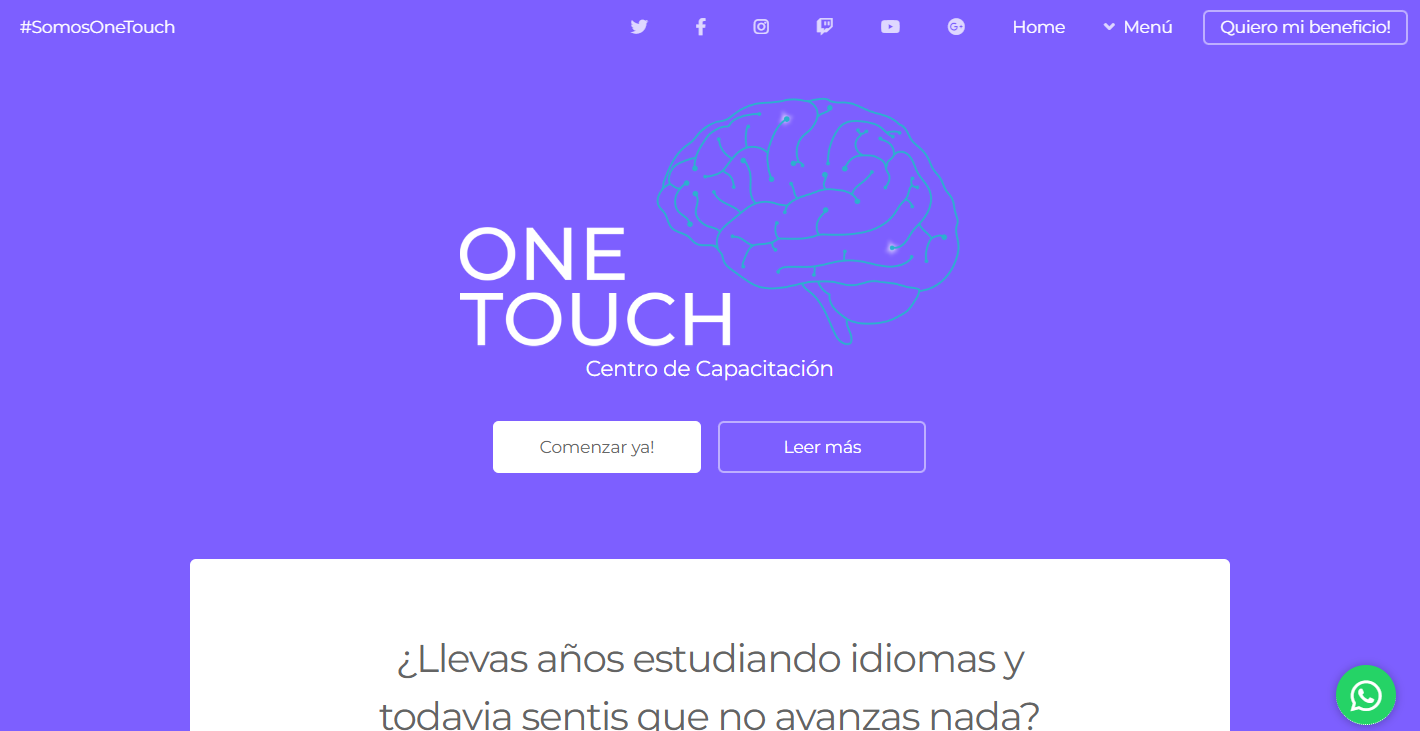 #SomosOneTouch
Home
Menú
Quiero mi beneficio!
ONE
TOUCH
Centro de Capacitación
Comenzar ya!
Leer más
¿Llevas años estudiando idiomas y
todavia sentis que no avanzas nada?